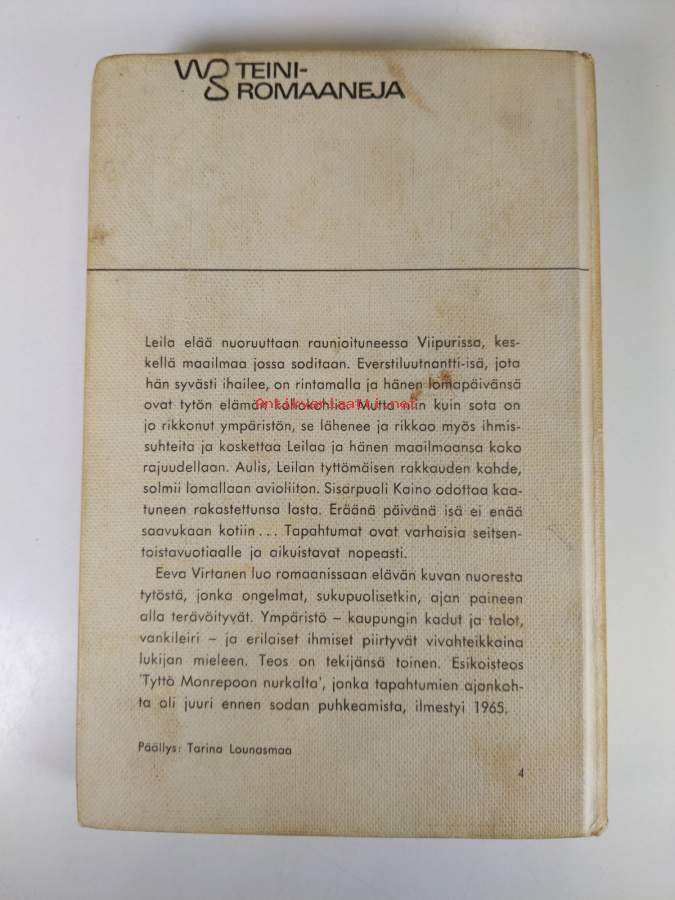 WS TEINI-
ROMAANEJA
Leila elää nuoruuttaan raunioituneessa Viipurissa, kes-
kellä maailmaa jossa soditaan. Everstiluutnantti-isä, jota
hän syvästi ihailee, on rintamalla ja hänen lomapäivänsä
ovat tytön elämän kohokohtia. Mutta niin kuin sota on
Antikvariaatti.net
jo rikkonut ympäristön, se lähenee ja rikkoo myös ihmis-
suhteita ja koskettaa Leilaa ja hänen maailmaansa koko
rajuudellaan. Aulis, Leilan tyttömäisen rakkauden kohde,
solmii lomallaan avioliiton. Sisarpuoli Kaino odottaa kaa-
tuneen rakastettunsa lasta. Eräänä päivänä isä ei enää
saavukaan kotiin... Tapahtumat ovat varhaisia seitsen-
toistavuotiaalle ja aikuistavat nopeasti.
Eeva Virtanen luo romaanissaan elävän kuvan nuoresta
tytöstä, jonka ongelmat, sukupuolisetkin, ajan paineen
alla terävöityvät. Ympäristö – kaupungin kadut ja talot,
vankileiri – ja erilaiset ihmiset piirtyvät vivahteikkaina
lukijan mieleen. Teos on tekijänsä toinen. Esikoisteos
'Tyttö Monrepoon nurkalta', jonka tapahtumien ajankoh-
ta oli juuri ennen sodan puhkeamista, ilmestyi 1965.
Päällys: Tarina Lounasmaa
4